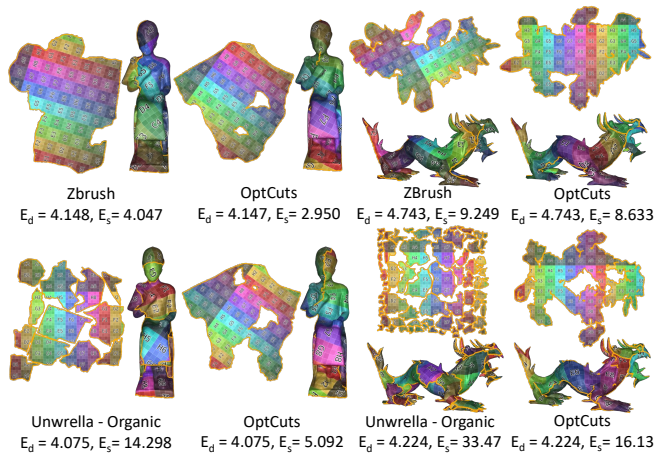 Zbrush
E_d = 4.148, E_s= 4.047
OptCuts
E_d = 4.147, E_s = 2.950
ZBrush
E_d = 4.743, E_s = 9.249
OptCuts
E_d = 4.743, E_s = 8.633
Unwrella - Organic
E_d = 4.075, E_s = 14.298
OptCuts
E_d = 4.075, E_s = 5.092
Unwrella - Organic
E_d = 4.224, E_s = 33.47
OptCuts
E_d = 4.224, E_s = 16.13